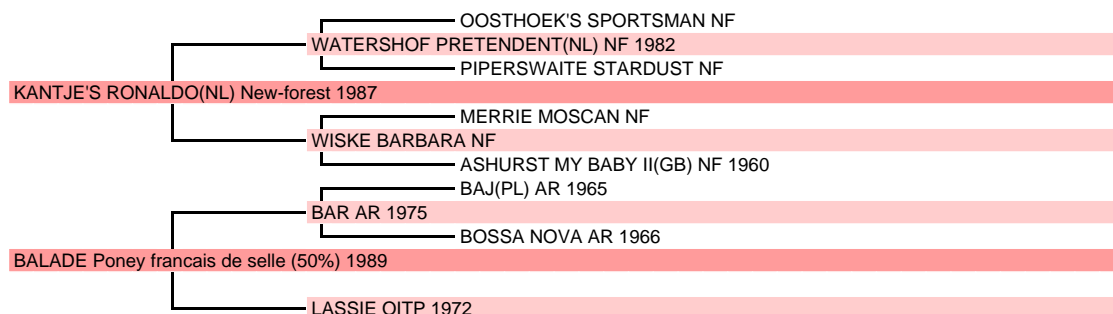 OOSTHOEK'S SPORTSMAN NF
WATERSHOF PRETENDENT(NL) NF 1982
PIPERSWAITE STARDUST NF
KANTJE'S RONALDO(NL) New-forest 1987
MERRIE MOSCAN NF
WISKE BARBARA NF
ASHURST MY BABY II(GB) NF 1960
BAJ(PL) AR 1965
BAR AR 1975
BOSSA NOVA AR 1966
BALADE Poney francais de selle (50%) 1989
LASSIE OITP 1972